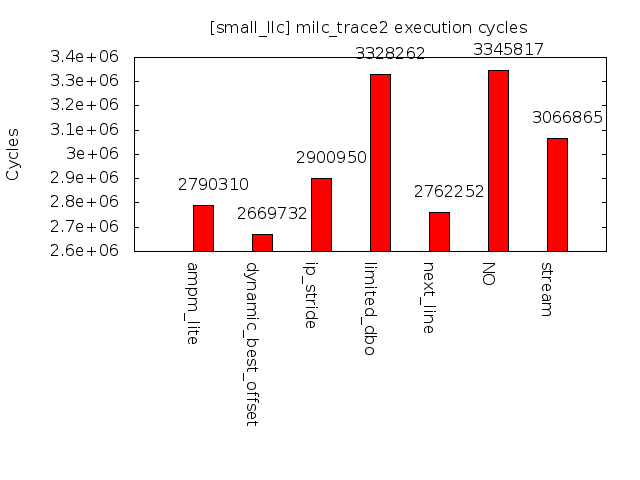 [small_llc] milc_trace2 execution cycles
Cycles
3.4e+06
3.3e+06
3.2e+06
3.1e+06
3e+06
2.9e+06
2.8e+06
2.7e+06
2.6e+06
2790310
2669732
2900950
3328262
2762252
3345817
3066865
ampm_lite
dynamic_best_offset
ip_stride
limited_dbo
next_line
NO
stream